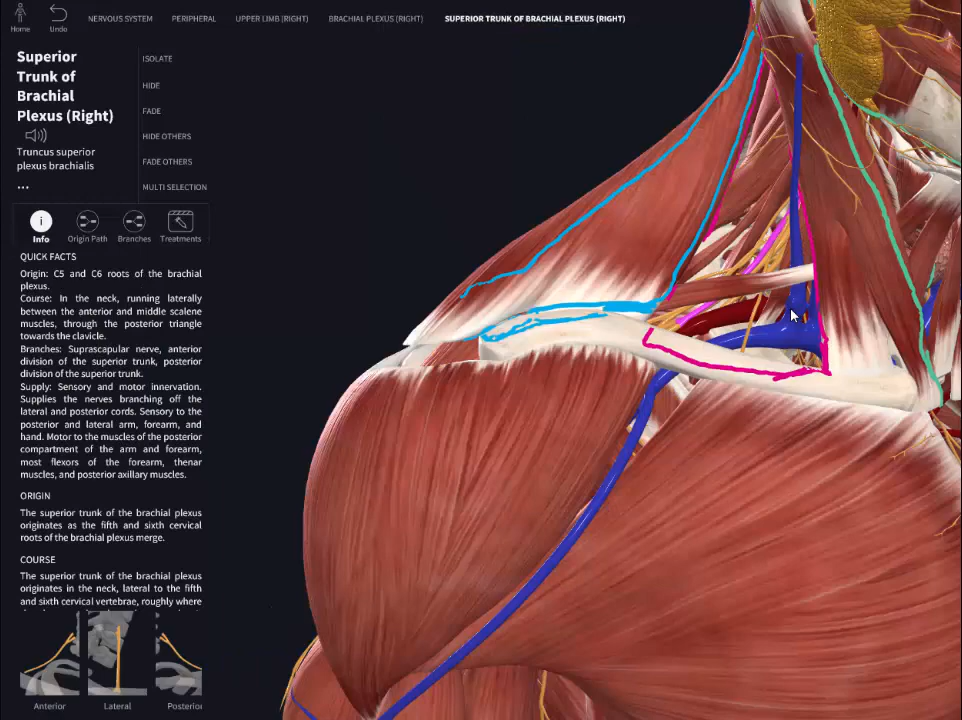 Home
Undo
NERVOUS SYSTEM
PERIPHERAL
UPPER LIMB (RIGHT)
BRACHIAL PLEXUS (RIGHT)
SUPERIOR TRUNK OF BRACHIAL PLEXUS (RIGHT)
Superior
Trunk of
Brachial
Plexus (Right)
Truncus superior
plexus brachialis
...
ISOLATE
HIDE
FADE
HIDE OTHERS
FADE OTHERS
MULTI SELECTION
Info
Origin Path
Branches
Treatments
QUICK FACTS
Origin: C5 and C6 roots of the brachial
plexus.
Course: In the neck, running laterally
between the anterior and middle scalene
muscles, through the posterior triangle
towards the clavicle.
Branches: Suprascapular nerve, anterior
division of the superior trunk, posterior
division of the superior trunk.
Supply: Sensory and motor innervation.
Supplies the nerves branching off the
lateral and posterior cords. Sensory to the
posterior and lateral arm, forearm, and
hand. Motor to the muscles of the posterior
compartment of the arm and forearm,
most flexors of the forearm, thenar
muscles, and posterior axillary muscles.
ORIGIN
The superior trunk of the brachial plexus
originates as the fifth and sixth cervical
roots of the brachial plexus merge.
COURSE
The superior trunk of the brachial plexus
originates in the neck, lateral to the fifth
and sixth cervical vertebrae, roughly where
Anterior
Lateral
Posterior